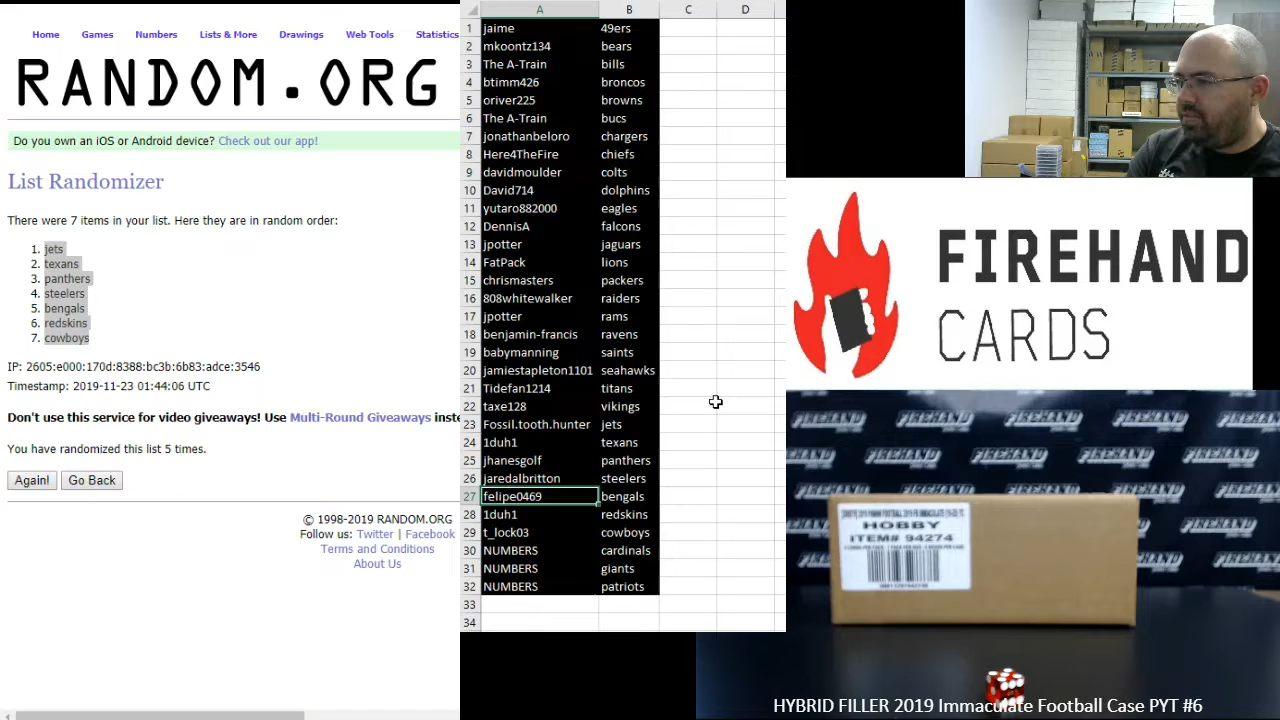 Home Games Numbers Lists & More Drawings Web Tools Statistics
RANDOM.ORG
Do you own an iOS or Android device? Check out our app!
List Randomizer
There were 7 items in your list. Here they are in random order:
1. jets
2. texans
3. panthers
4. steelers
5. bengals
6. redskins
7. cowboys
IP: 2605:e000:170d:8388:bc3b:6b83:adce:3546
Timestamp: 2019-11-23 01:44:06 UTC
Don't use this service for video giveaways! Use Multi-Round Giveaways inste
You have randomized this list 5 times.
Again! Go Back
© 1998-2019 RANDOM.ORG
Follow us: Twitter | Facebook
Terms and Conditions
About Us
A B C D
1 jaime 49ers
2 mkoontz134 bears
3 The A-Train bills
4 btimm426 broncos
5 oriver225 browns
6 The A-Train bucs
7 jonathanbeloro chargers
8 Here4TheFire chiefs
9 davidmoulder colts
10 David714 dolphins
11 yutaro882000 eagles
12 DennisA falcons
13 jpotter jaguars
14 FatPack lions
15 chrismasters packers
16 808whitewalker raiders
17 jpotter rams
18 benjamin-francis ravens
19 babymanning saints
20 jamiestapleton1101 seahawks
21 Tidefan1214 titans
22 taxe128 vikings
23 Fossil.tooth.hunter jets
24 1duh1 texans
25 jhanesgolf panthers
26 jaredalbritton steelers
27 felipe0469 bengals
28 1duh1 redskins
29 t_lock03 cowboys
30 NUMBERS cardinals
31 NUMBERS giants
32 NUMBERS patriots
33
34
FIREHAND
CARDS
HOBBY
ITEM# 94274
HYBRID FILLER 2019 Immaculate Football Case PYT #6